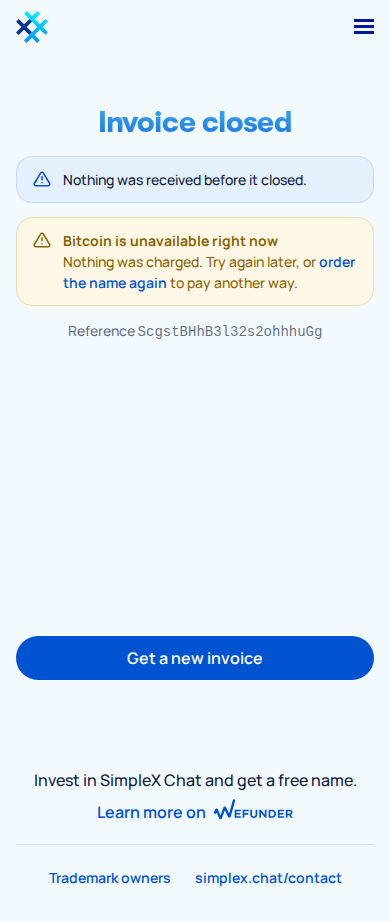 Invoice closed
Nothing was received before it closed.
Bitcoin is unavailable right now
Nothing was charged. Try again later, or order
the name again to pay another way.
Reference ScgstBHhB3l32s2ohhhuGg
Get a new invoice
Invest in SimpleX Chat and get a free name.
Learn more on WEFUNDER
Trademark owners simplex.chat/contact